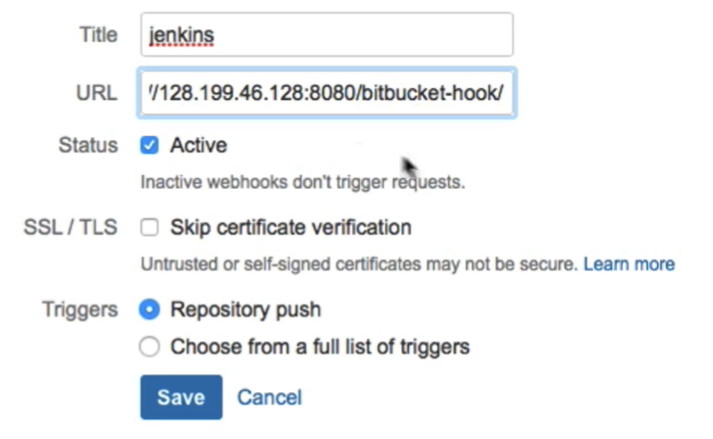 Title jenkins
URL //128.199.46.128:8080/bitbucket-hook/
Status Active
Inactive webhooks don't trigger requests.
SSL / TLS Skip certificate verification
Untrusted or self-signed certificates may not be secure. Learn more
Triggers Repository push
Choose from a full list of triggers
Save Cancel